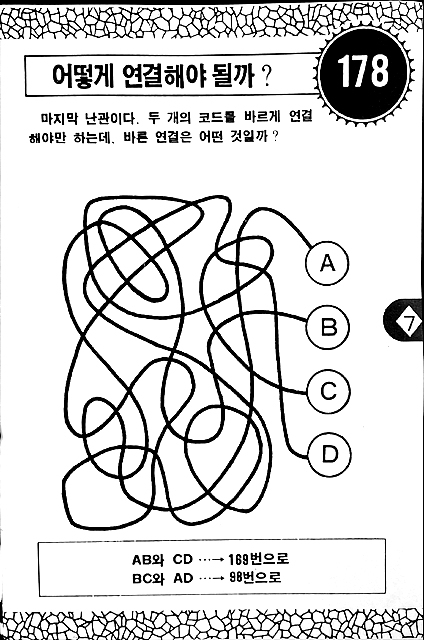 어떻게 연결해야 될까?
178
마지막 난관이다. 두 개의 코드를 바르게 연결
해야만 하는데, 바른 연결은 어떤 것일까?
A
B
7
C
D
AB와 CD ····→ 169번으로
BC와 AD ····→ 98번으로